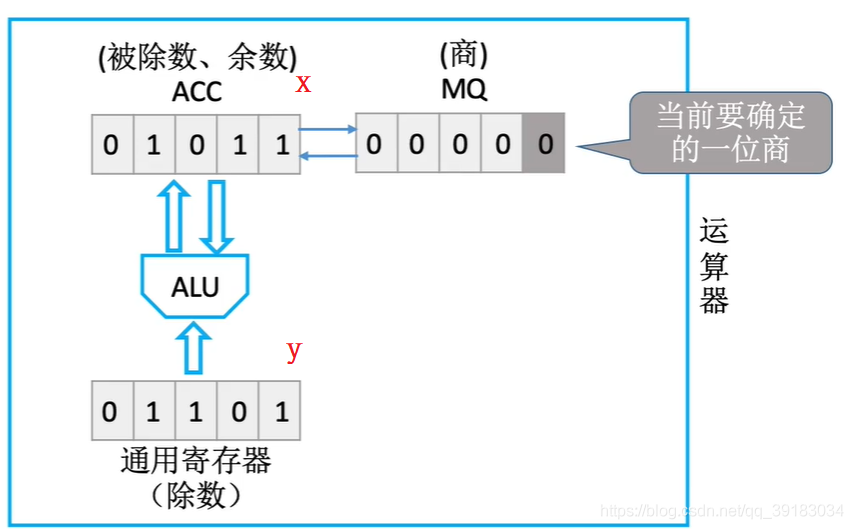 (被除数、余数)
ACC
x
0 1 0 1 1
(商)
MQ
0 0 0 0 0
当前要确定
的一位商
运
算
器
ALU
y
0 1 1 0 1
通用寄存器
（除数）
https://blog.csdn.net/qq_39183034